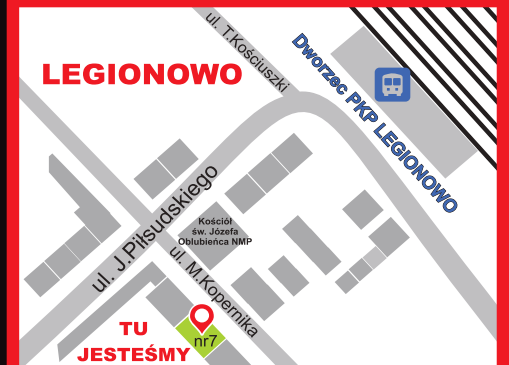 ul. T.Kościuszki
LEGIONOWO
Dworzec PKP LEGIONOWO
ul. J.Piłsudskiego
Kościół
św. Józefa
Oblubieńca NMP
ul. M.Kopernika
TU
JESTEŚMY
nr7